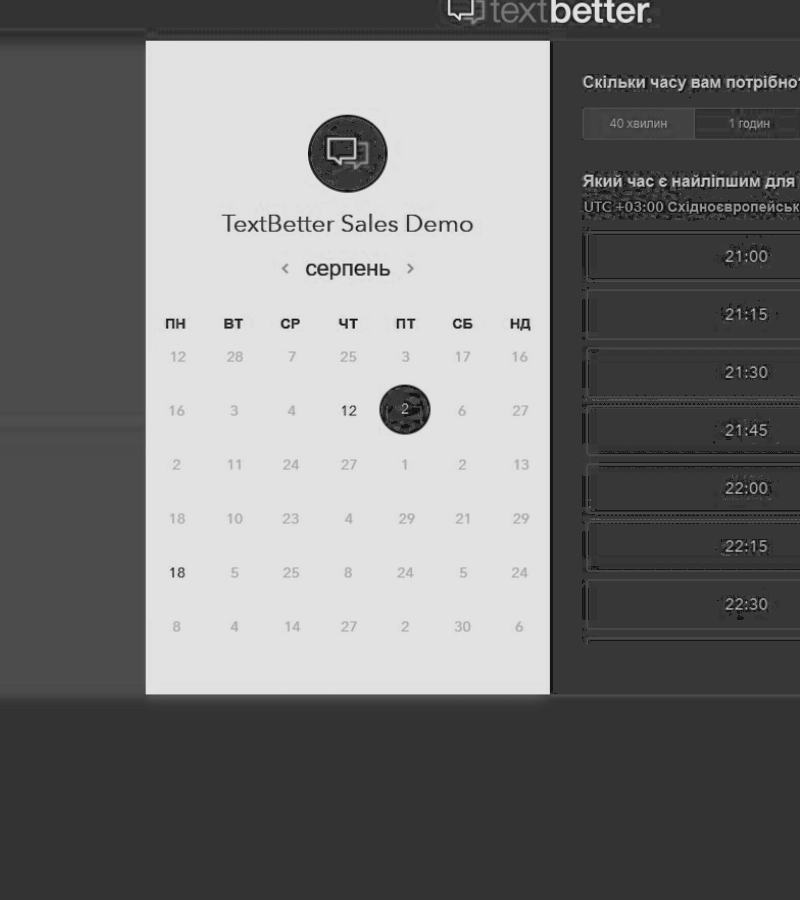 textbetter.
TextBetter Sales Demo
серпень
ПН ВТ СР ЧТ ПТ СБ НД
12 28 7 25 3 17 16
16 3 4 12 2 6 27
2 11 24 27 1 2 13
18 10 23 4 29 21 29
18 5 25 8 24 5 24
8 4 14 27 2 30 6
Скільки часу вам потрібно?
40 хвилин 1 годин
Який час є найліпшим для
UTC +03:00 Східноєвропейськ
21:00
21:15
21:30
21:45
22:00
22:15
22:30